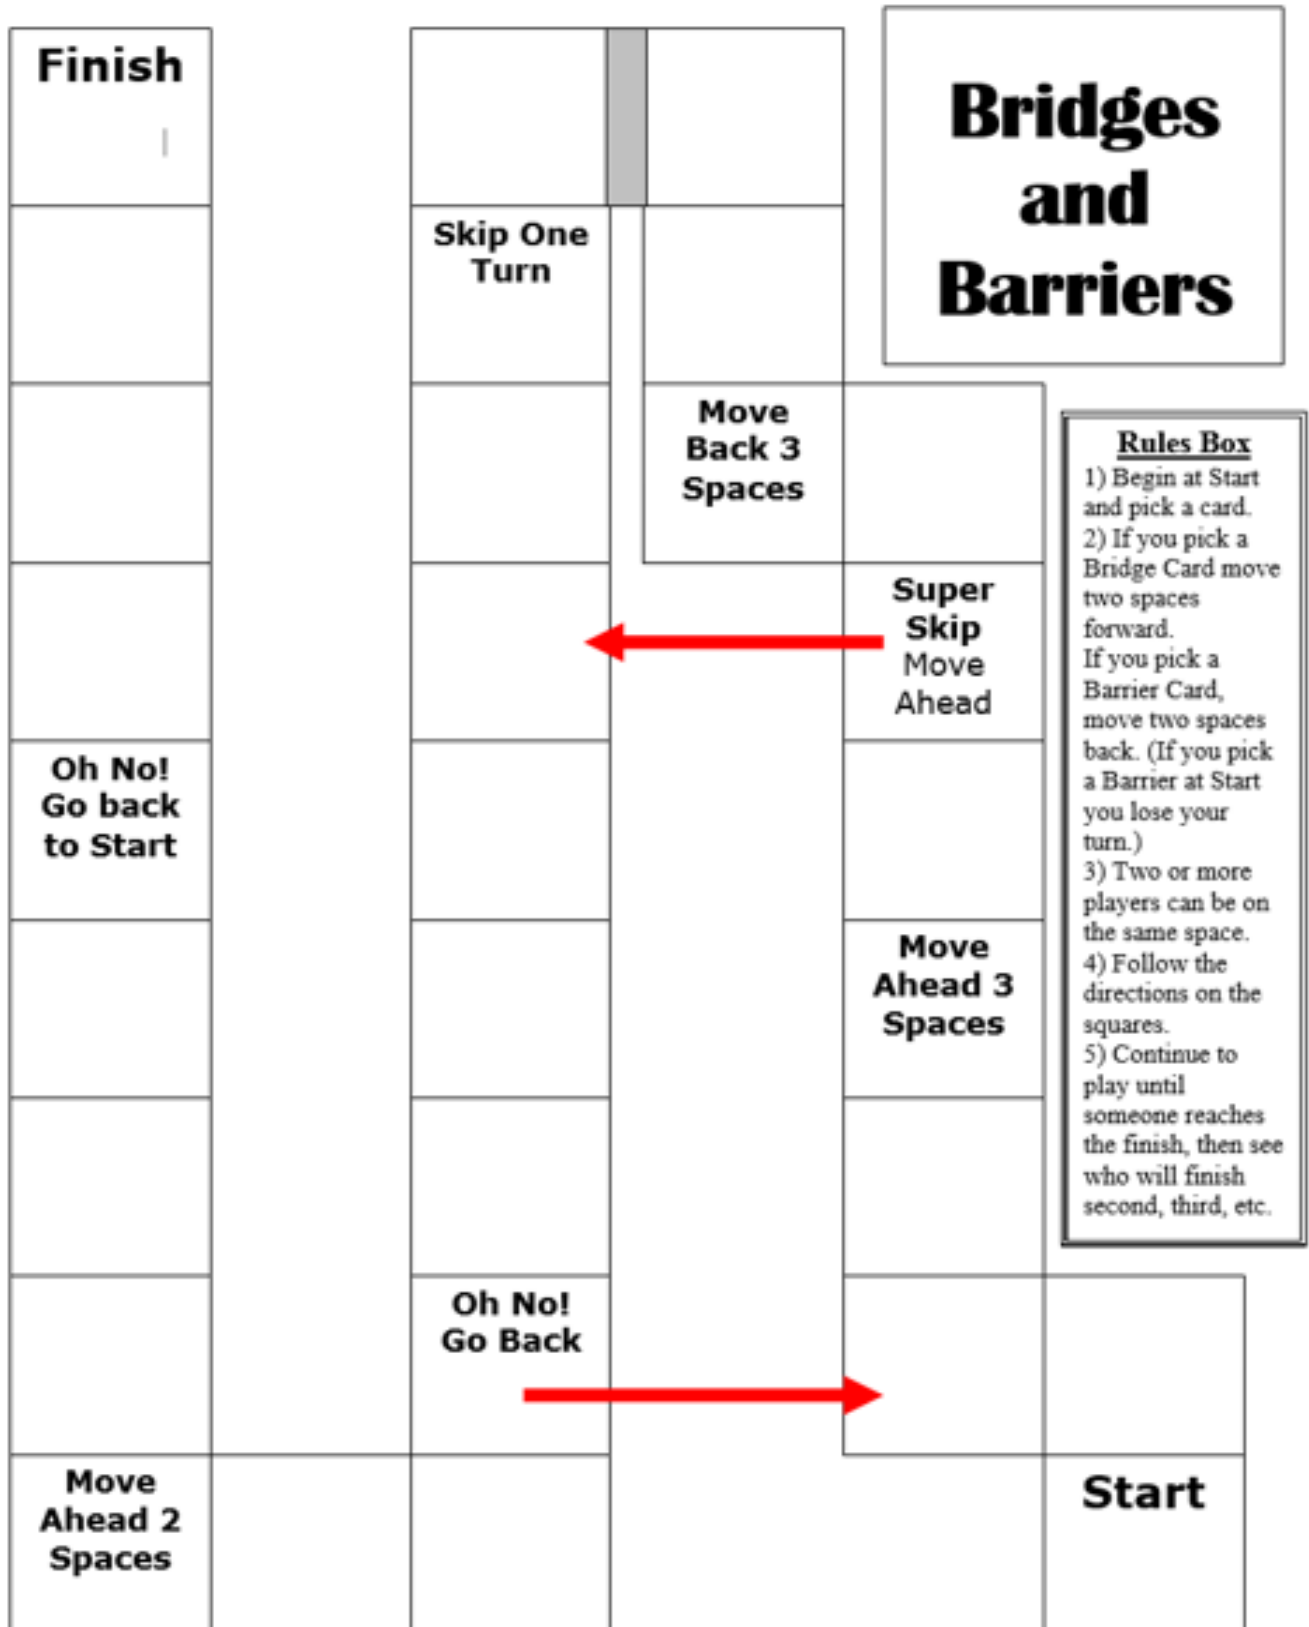 Finish
Bridges
and
Barriers
Skip One
Turn
Move
Back 3
Spaces
Rules Box
1) Begin at Start
and pick a card.
2) If you pick a
Bridge Card move
two spaces
forward.
If you pick a
Barrier Card,
move two spaces
back. (If you pick
a Barrier at Start
you lose your
turn.)
3) Two or more
players can be on
the same space.
4) Follow the
directions on the
squares.
5) Continue to
play until
someone reaches
the finish, then see
who will finish
second, third, etc.
Super
Skip
Move
Ahead
Oh No!
Go back
to Start
Move
Ahead 3
Spaces
Oh No!
Go Back
Move
Ahead 2
Spaces
Start